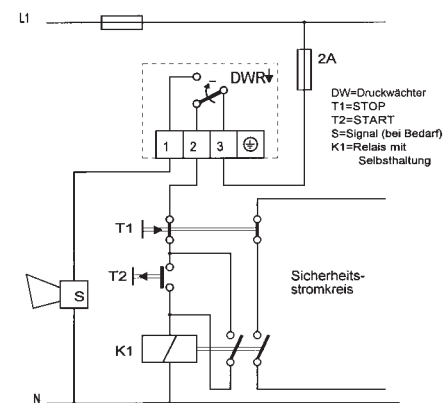 L1
2A
DWR
DW=Druckwächter
T1=STOP
T2=START
S=Signal (bei Bedarf)
K1=Relais mit
Selbsthaltung
1 2 3
T1
T2
Sicherheits-
stromkreis
S
K1
N